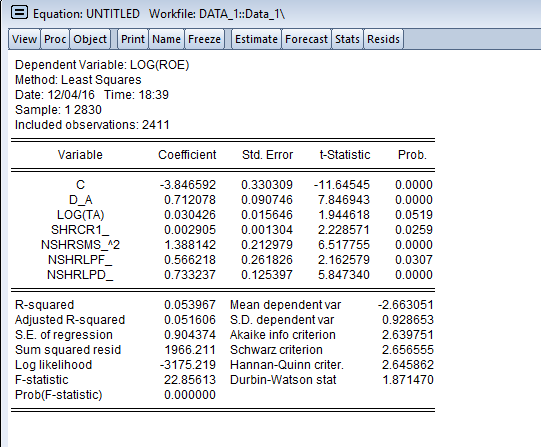 Equation: UNTITLED Workfile: DATA_1::Data_1\
View Proc Object Print Name Freeze Estimate Forecast Stats Resids
Dependent Variable: LOG(ROE)
Method: Least Squares
Date: 12/04/16 Time: 18:39
Sample: 1 2830
Included observations: 2411
Variable Coefficient Std. Error t-Statistic Prob.
C -3.846592 0.330309 -11.64545 0.0000
D_A 0.712078 0.090746 7.846943 0.0000
LOG(TA) 0.030426 0.015646 1.944618 0.0519
SHRCR1_ 0.002905 0.001304 2.228571 0.0259
NSHRSMS_^2 1.388142 0.212979 6.517755 0.0000
NSHRLPF_ 0.566218 0.261826 2.162579 0.0307
NSHRLPD_ 0.733237 0.125397 5.847340 0.0000
R-squared 0.053967 Mean dependent var -2.663051
Adjusted R-squared 0.051606 S.D. dependent var 0.928653
S.E. of regression 0.904374 Akaike info criterion 2.639751
Sum squared resid 1966.211 Schwarz criterion 2.656555
Log likelihood -3175.219 Hannan-Quinn criter. 2.645862
F-statistic 22.85613 Durbin-Watson stat 1.871470
Prob(F-statistic) 0.000000